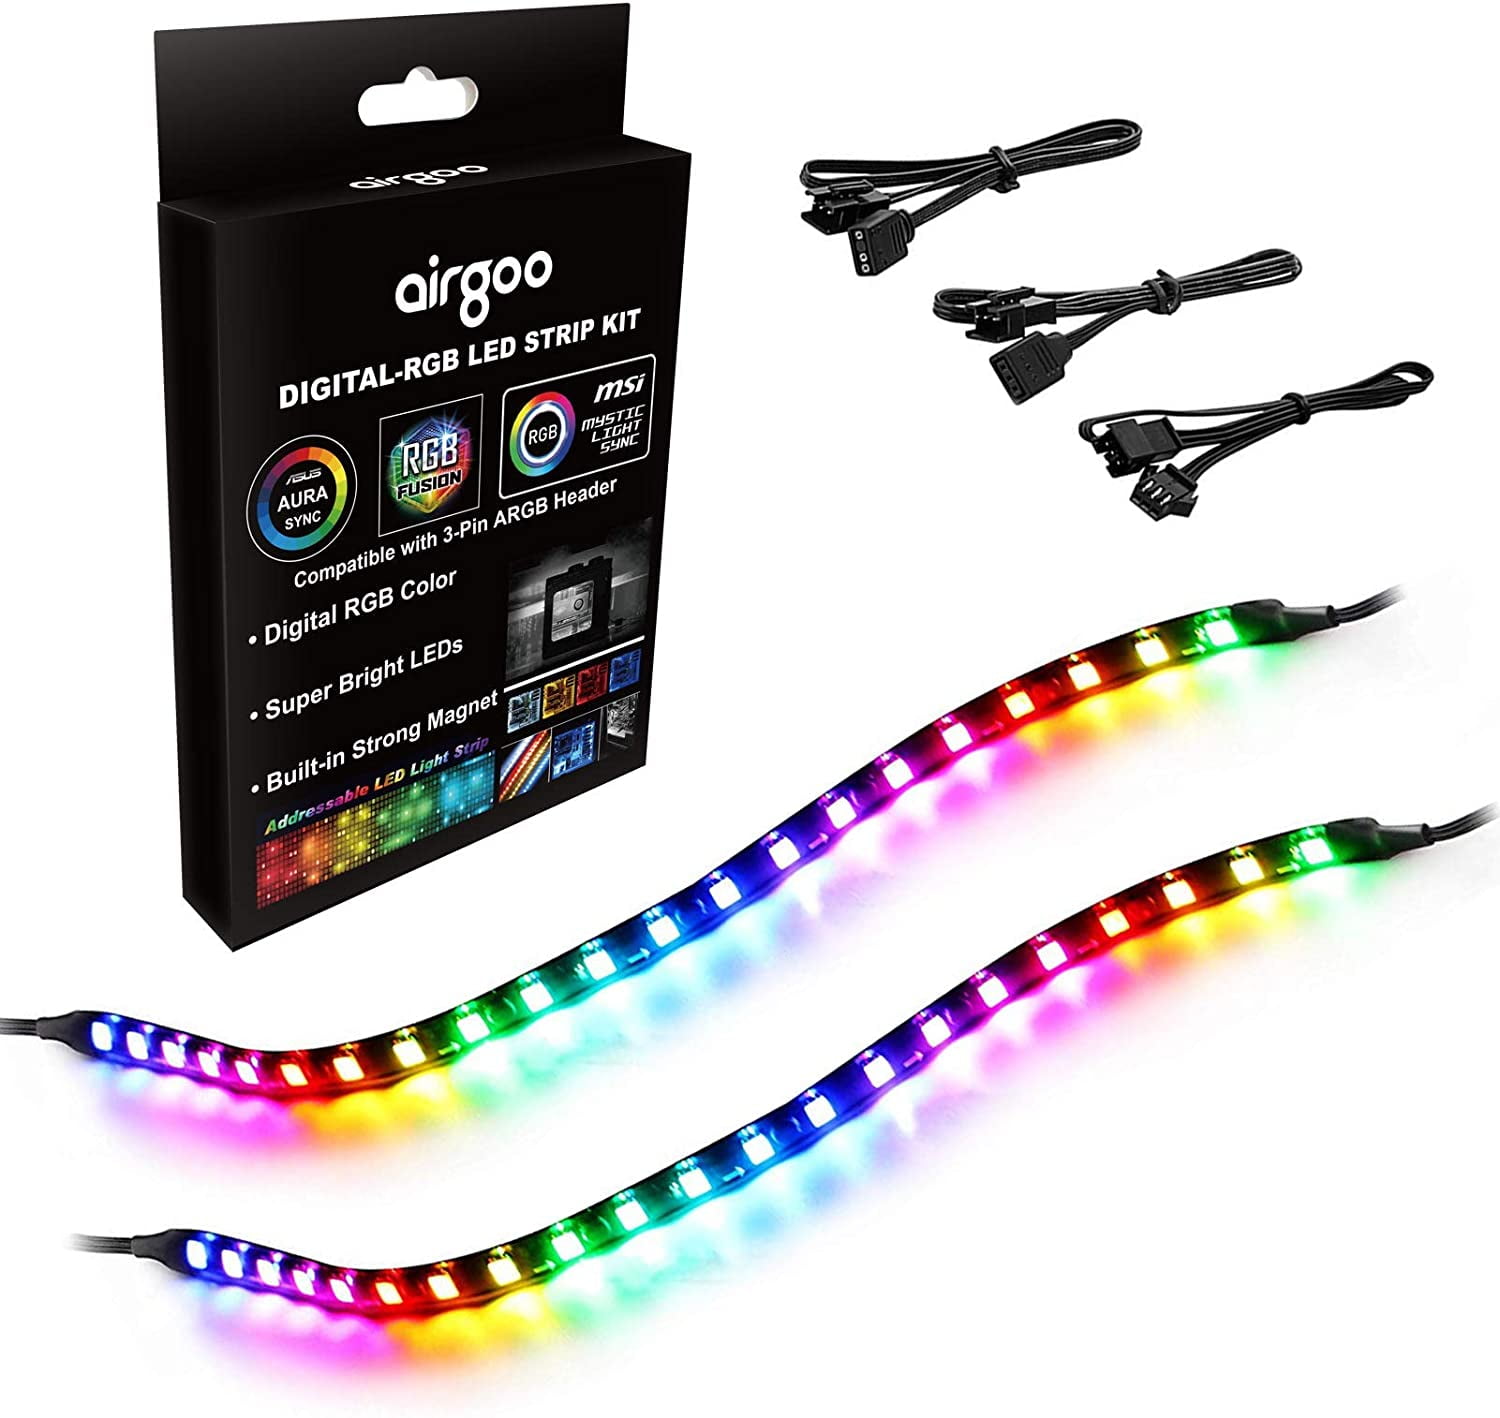 airgoo
airgoo
DIGITAL-RGB LED STRIP KIT
ASUS
AURA
SYNC
RGB
FUSION
RGB
msi
MYSTIC
LIGHT
SYNC
Compatible with 3-Pin ARGB Header
• Digital RGB Color
• Super Bright LEDs
• Built-in Strong Magnet
Addressable LED Light Strip